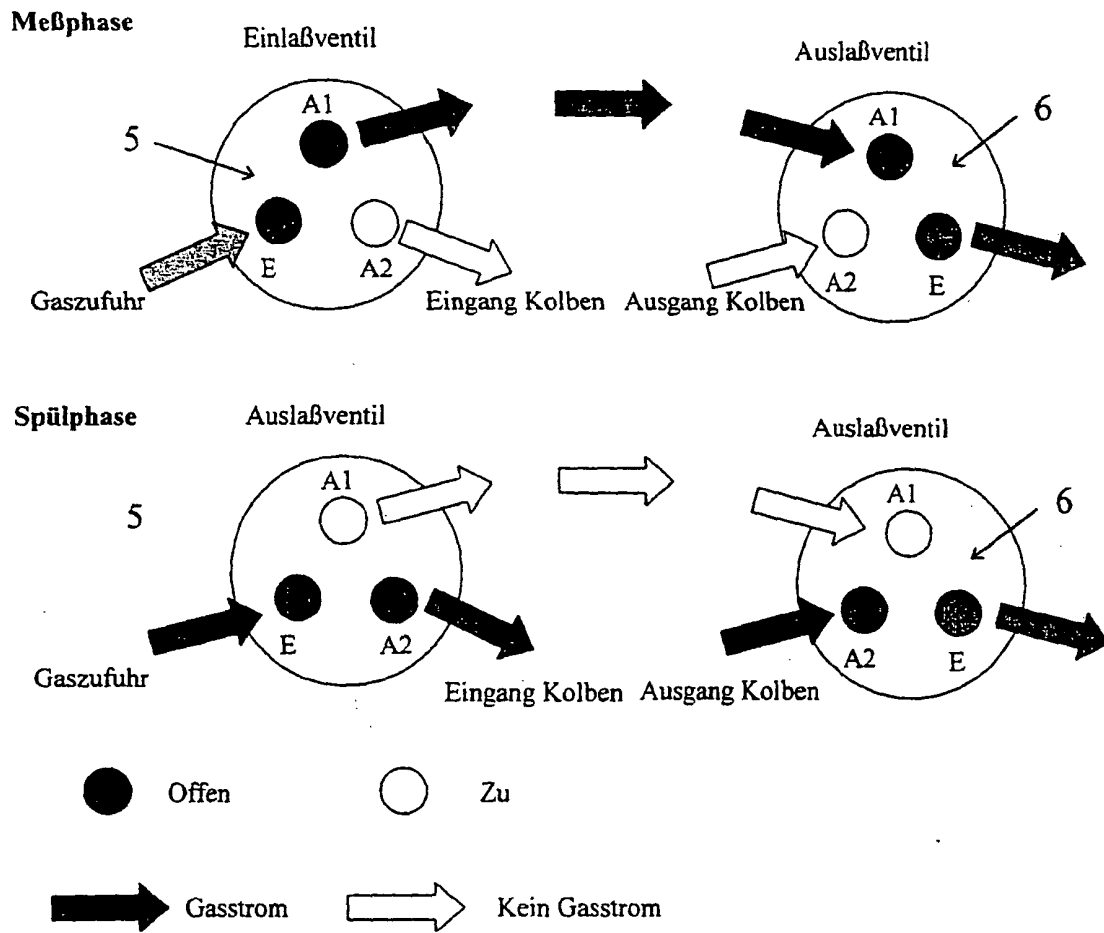 Meßphase
Einlaßventil
Auslaßventil
A1
A1
5
6
E
A2
A2
E
Gaszufuhr
Eingang Kolben
Ausgang Kolben
Spülphase
Auslaßventil
Auslaßventil
A1
A1
5
6
E
A2
A2
E
Gaszufuhr
Eingang Kolben
Ausgang Kolben
Offen
Zu
Gasstrom
Kein Gasstrom